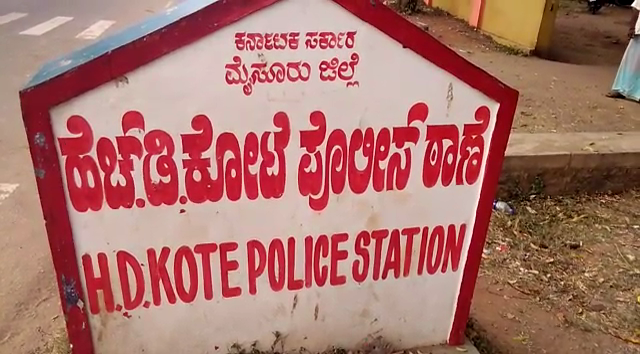 ಕರ್ನಾಟಕ ಸರ್ಕಾರ
ಮೈಸೂರು ಜಿಲ್ಲೆ
ಹೆಚ್.ಡಿ.ಕೋಟೆ ಪೊಲೀಸ್ ಠಾಣೆ
H.D.KOTE POLICE STATION